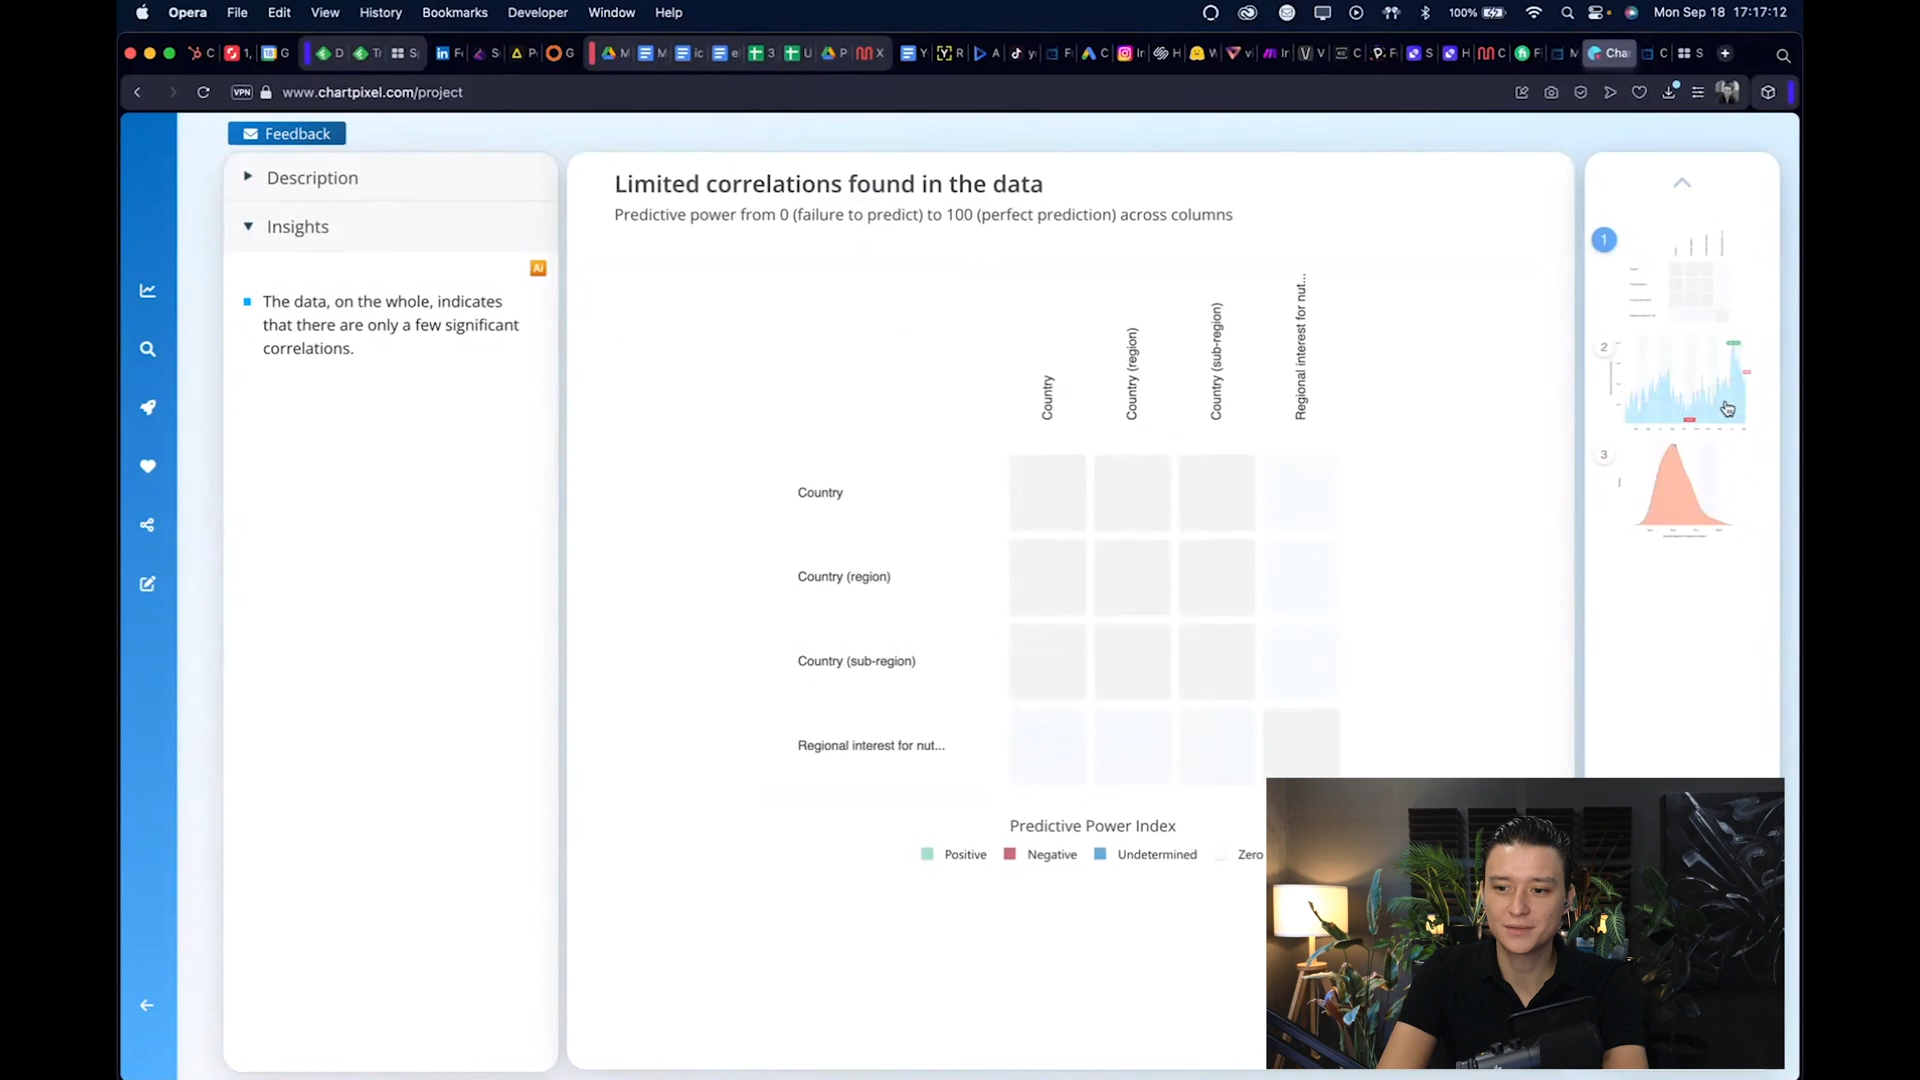 Opera File Edit View History Bookmarks Developer Window Help 100% Mon Sep 18 17:17:12
VPN www.chartpixel.com/project
Feedback
Description
Insights
Ai
The data, on the whole, indicates
that there are only a few significant
correlations.
Limited correlations found in the data
Predictive power from 0 (failure to predict) to 100 (perfect prediction) across columns
Country
Country (region)
Country (sub-region)
Regional interest for nut...
Country
Country (region)
Country (sub-region)
Regional interest for nut...
Predictive Power Index
Positive Negative Undetermined Zero
1
2
3